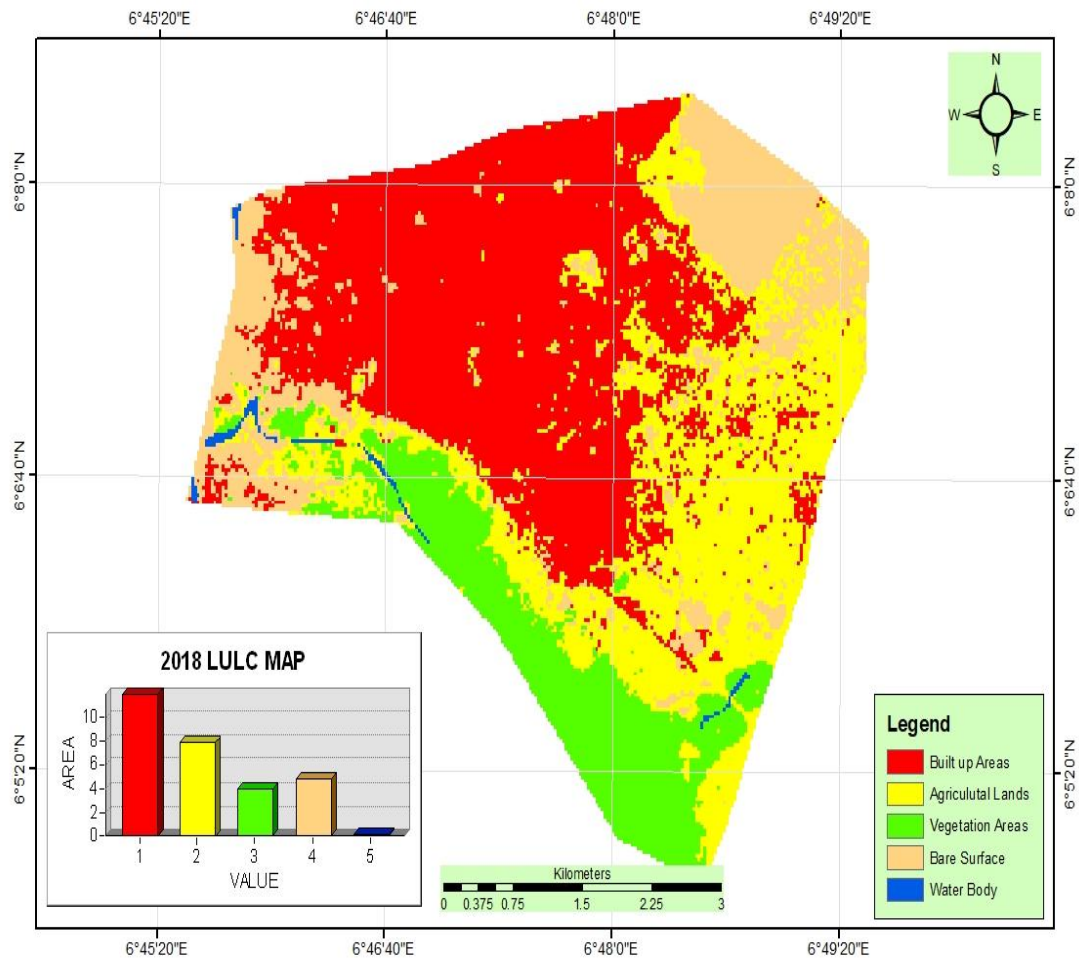 6°45'20"E 6°46'40"E 6°48'0"E 6°49'20"E
N
W E
S
6°8'0"N 6°8'0"N
6°6'40"N 6°6'40"N
6°5'20"N 6°5'20"N
2018 LULC MAP
AREA
10
8
6
4
2
0
1 2 3 4 5
VALUE
Kilometers
0 0.375 0.75 1.5 2.25 3
Legend
Built up Areas
Agriculutal Lands
Vegetation Areas
Bare Surface
Water Body
6°45'20"E 6°46'40"E 6°48'0"E 6°49'20"E